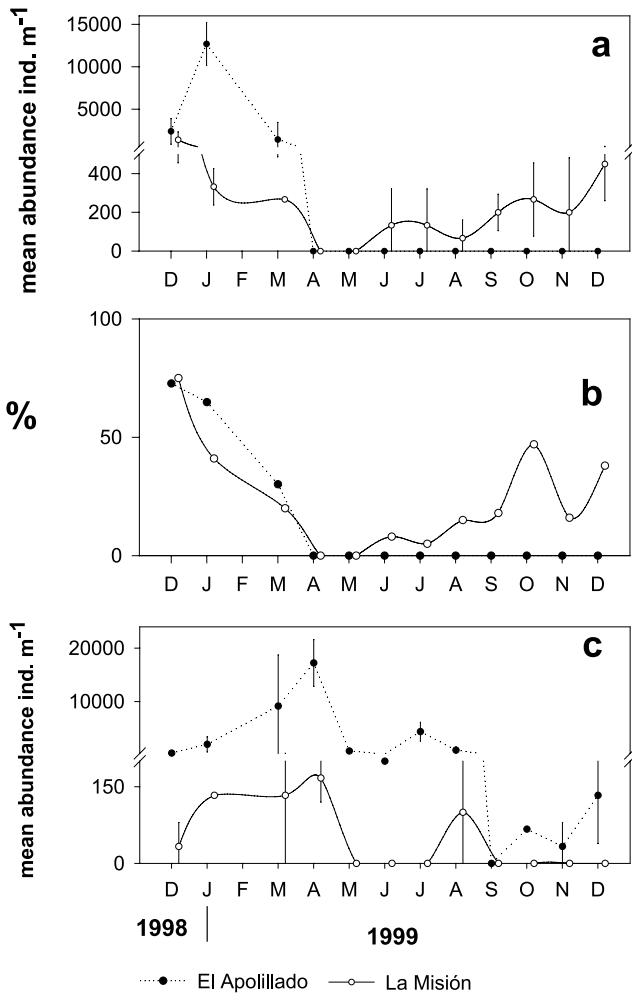 mean abundance ind. m-1
15000
10000
5000
400
200
0
a
D J F M A M J J A S O N D
%
100
50
0
b
D J F M A M J J A S O N D
mean abundance ind. m-1
20000
10000
150
0
c
D J F M A M J J A S O N D
1998 1999
El Apolillado La Misión